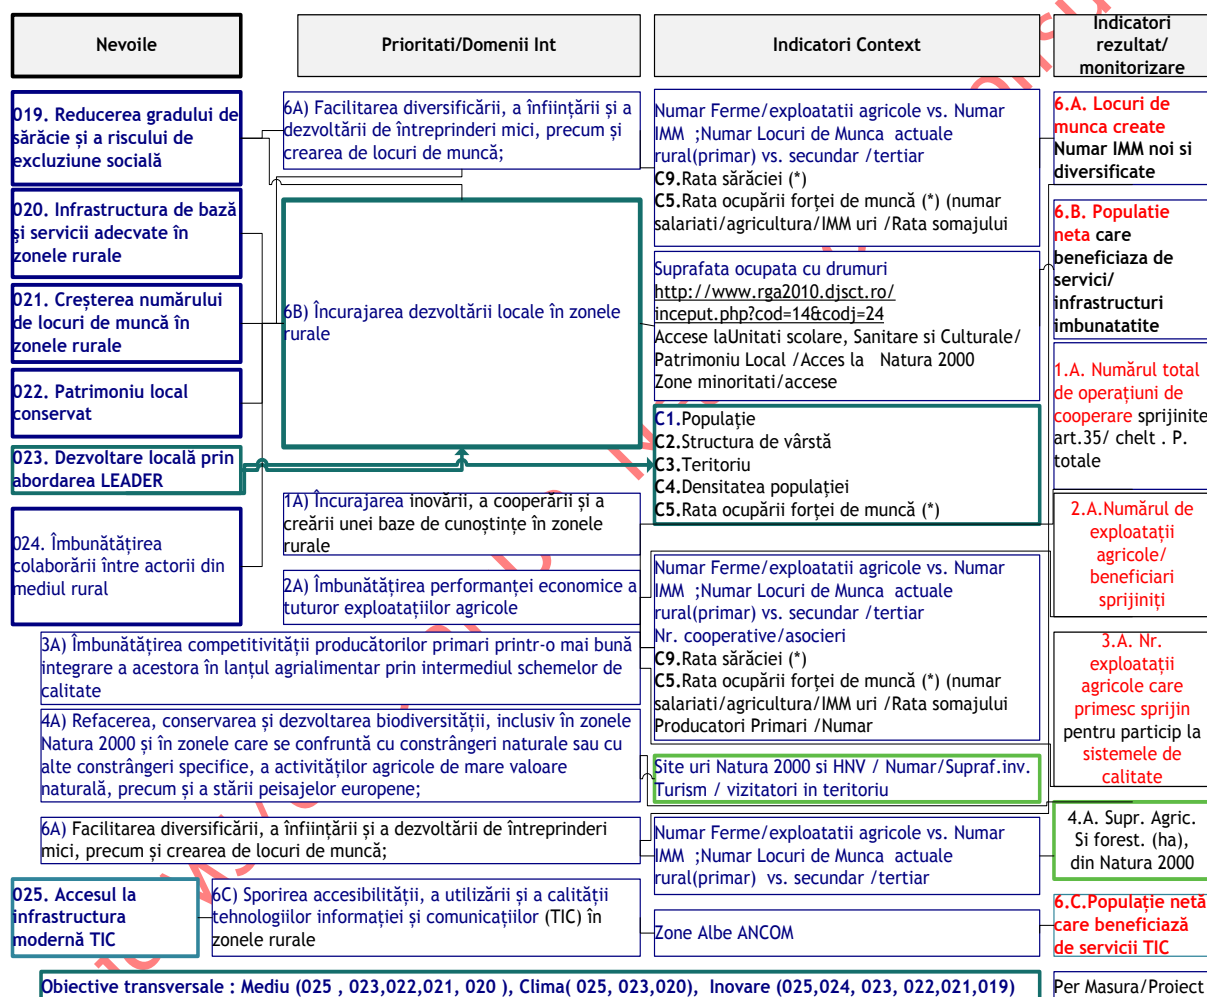 Nevoile
Prioritati/Domenii Int
Indicatori Context
Indicatori
rezultat/
monitorizare
019. Reducerea gradului de
sărăcie și a riscului de
excluziune socială
020. Infrastructura de bază
și servicii adecvate în
zonele rurale
021. Creșterea numărului
de locuri de muncă în
zonele rurale
022. Patrimoniu local
conservat
023. Dezvoltare locală prin
abordarea LEADER
024. Îmbunătățirea
colaborării între actorii din
mediul rural
6A) Facilitarea diversificării, a înființării și a
dezvoltării de întreprinderi mici, precum și
crearea de locuri de muncă;
6B) Încurajarea dezvoltării locale în zonele
rurale
1A) Încurajarea inovării, a cooperării și a
creării unei baze de cunoștințe în zonele
rurale
2A) Îmbunătățirea performanței economice a
tuturor exploatațiilor agricole
3A) Îmbunătățirea competitivității producătorilor primari printr-o mai bună
integrare a acestora în lanțul agrialimentar prin intermediul schemelor de
calitate
4A) Refacerea, conservarea și dezvoltarea biodiversității, inclusiv în zonele
Natura 2000 și în zonele care se confruntă cu constrângeri naturale sau cu
alte constrângeri specifice, a activităților agricole de mare valoare
naturală, precum și a stării peisajelor europene;
6A) Facilitarea diversificării, a înființării și a dezvoltării de întreprinderi
mici, precum și crearea de locuri de muncă;
025. Accesul la
infrastructura
modernă TIC
6C) Sporirea accesibilității, a utilizării și a calității
tehnologiilor informației și comunicațiilor (TIC) în
zonele rurale
Numar Ferme/exploatatii agricole vs. Numar
IMM ;Numar Locuri de Munca actuale
rural(primar) vs. secundar /tertiar
C9.Rata sărăciei (*)
C5.Rata ocupării forței de muncă (*) (numar
salariati/agricultura/IMM uri /Rata somajului
Suprafata ocupata cu drumuri
http://www.rga2010.djsct.ro/
inceput.php?cod=14&codj=24
Accese laUnitati scolare, Sanitare si Culturale/
Patrimoniu Local /Acces la Natura 2000
Zone minoritati/accese
C1.Populație
C2.Structura de vârstă
C3.Teritoriu
C4.Densitatea populației
C5.Rata ocupării forței de muncă (*)
Numar Ferme/exploatatii agricole vs. Numar
IMM ;Numar Locuri de Munca actuale
rural(primar) vs. secundar /tertiar
Nr. cooperative/asocieri
C9.Rata sărăciei (*)
C5.Rata ocupării forței de muncă (*) (numar
salariati/agricultura/IMM uri /Rata somajului
Producatori Primari /Numar
Site uri Natura 2000 si HNV / Numar/Supraf.inv.
Turism / vizitatori in teritoriu
Numar Ferme/exploatatii agricole vs. Numar
IMM ;Numar Locuri de Munca actuale
rural(primar) vs. secundar /tertiar
Zone Albe ANCOM
6.A. Locuri de
munca create
Numar IMM noi si
diversificate
6.B. Populatie
neta care
beneficiaza de
servici/
infrastructuri
imbunatatite
1.A. Numărul total
de operațiuni de
cooperare sprijinite
art.35/ chelt . P.
totale
2.A.Numărul de
exploatații
agricole/
beneficiari
sprijiniți
3.A. Nr.
exploatații
agricole care
primesc sprijin
pentru particip la
sistemele de
calitate
4.A. Supr. Agric.
Si forest. (ha),
din Natura 2000
6.C.Populație netă
care beneficiază
de servicii TIC
Obiective transversale : Mediu (025 , 023,022,021, 020 ), Clima( 025, 023,020), Inovare (025,024, 023, 022,021,019)
Per Masura/Proiect